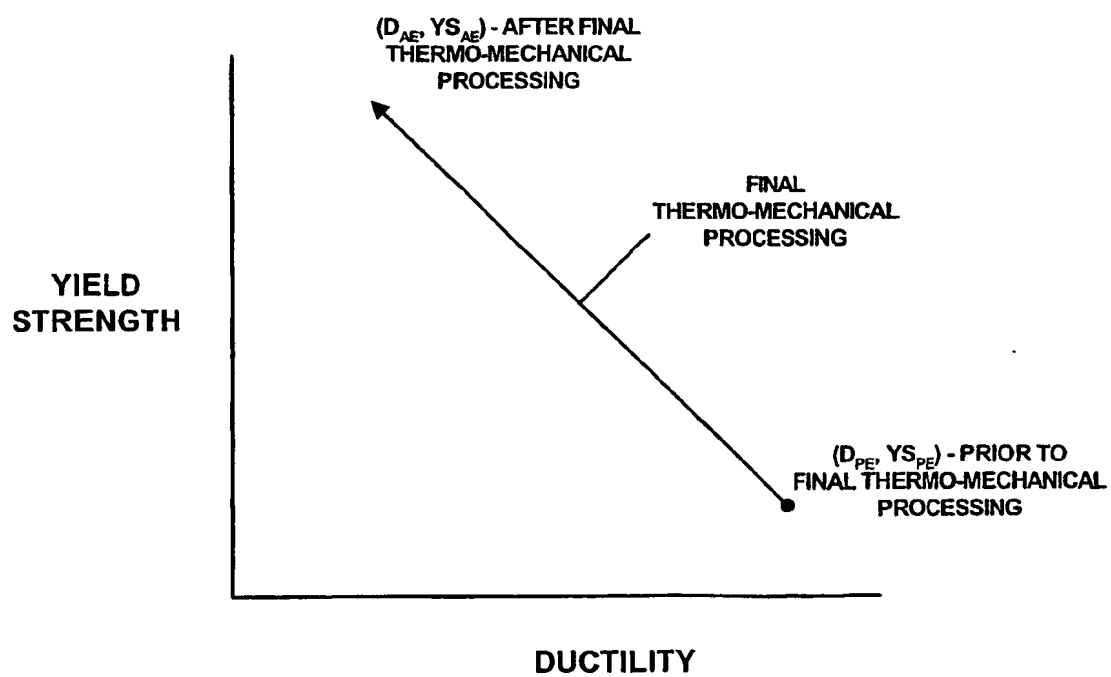 (D_AE, YS_AE) - AFTER FINAL
THERMO-MECHANICAL
PROCESSING
FINAL
THERMO-MECHANICAL
PROCESSING
YIELD
STRENGTH
(D_PE, YS_PE) - PRIOR TO
FINAL THERMO-MECHANICAL
PROCESSING
DUCTILITY